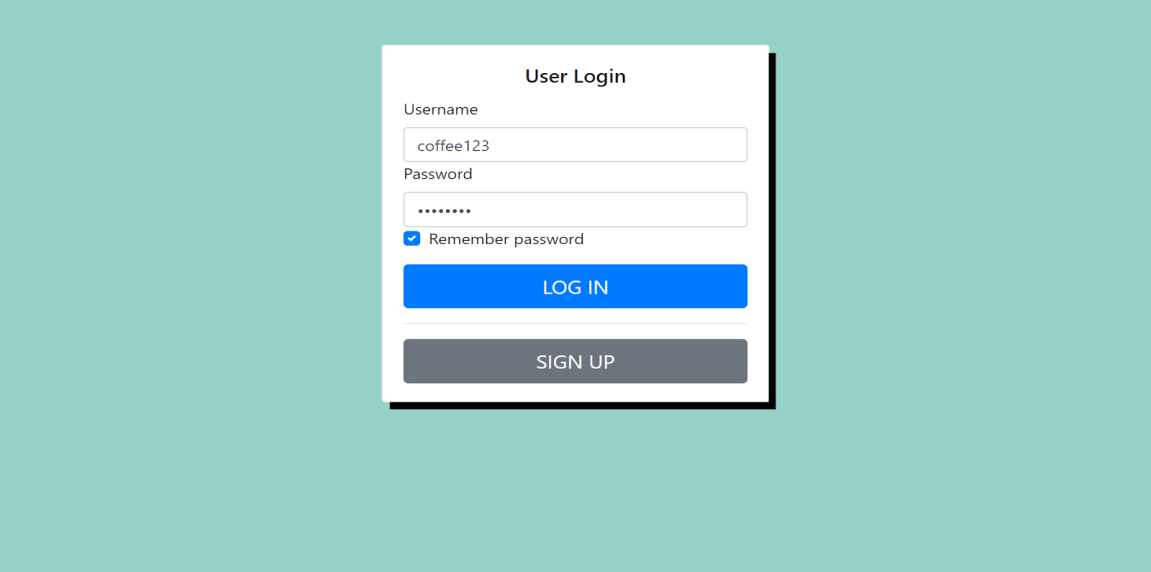 User Login
Username
coffee123
Password
••••••••
Remember password
LOG IN
SIGN UP